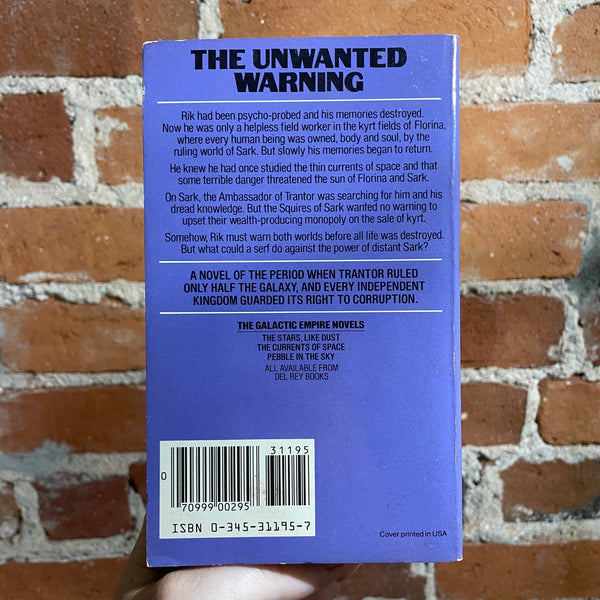 THE UNWANTED
WARNING
Rik had been psycho-probed and his memories destroyed.
Now he was only a helpless field worker in the kyrt fields of Florina,
where every human being was owned, body and soul, by the
ruling world of Sark. But slowly his memories began to return.
He knew he had once studied the thin currents of space and that
some terrible danger threatened the sun of Florina and Sark.
On Sark, the Ambassador of Trantor was searching for him and his
dread knowledge. But the Squires of Sark wanted no warning to
upset their wealth-producing monopoly on the sale of kyrt.
Somehow, Rik must warn both worlds before all life was destroyed.
But what could a serf do against the power of distant Sark?
A NOVEL OF THE PERIOD WHEN TRANTOR RULED
ONLY HALF THE GALAXY, AND EVERY INDEPENDENT
KINGDOM GUARDED ITS RIGHT TO CORRUPTION.
THE GALACTIC EMPIRE NOVELS
THE STARS, LIKE DUST
THE CURRENTS OF SPACE
PEBBLE IN THE SKY
ALL AVAILABLE FROM
DEL REY BOOKS
31195
0
70999 00295
ISBN 0-345-31195-7
Cover printed in USA